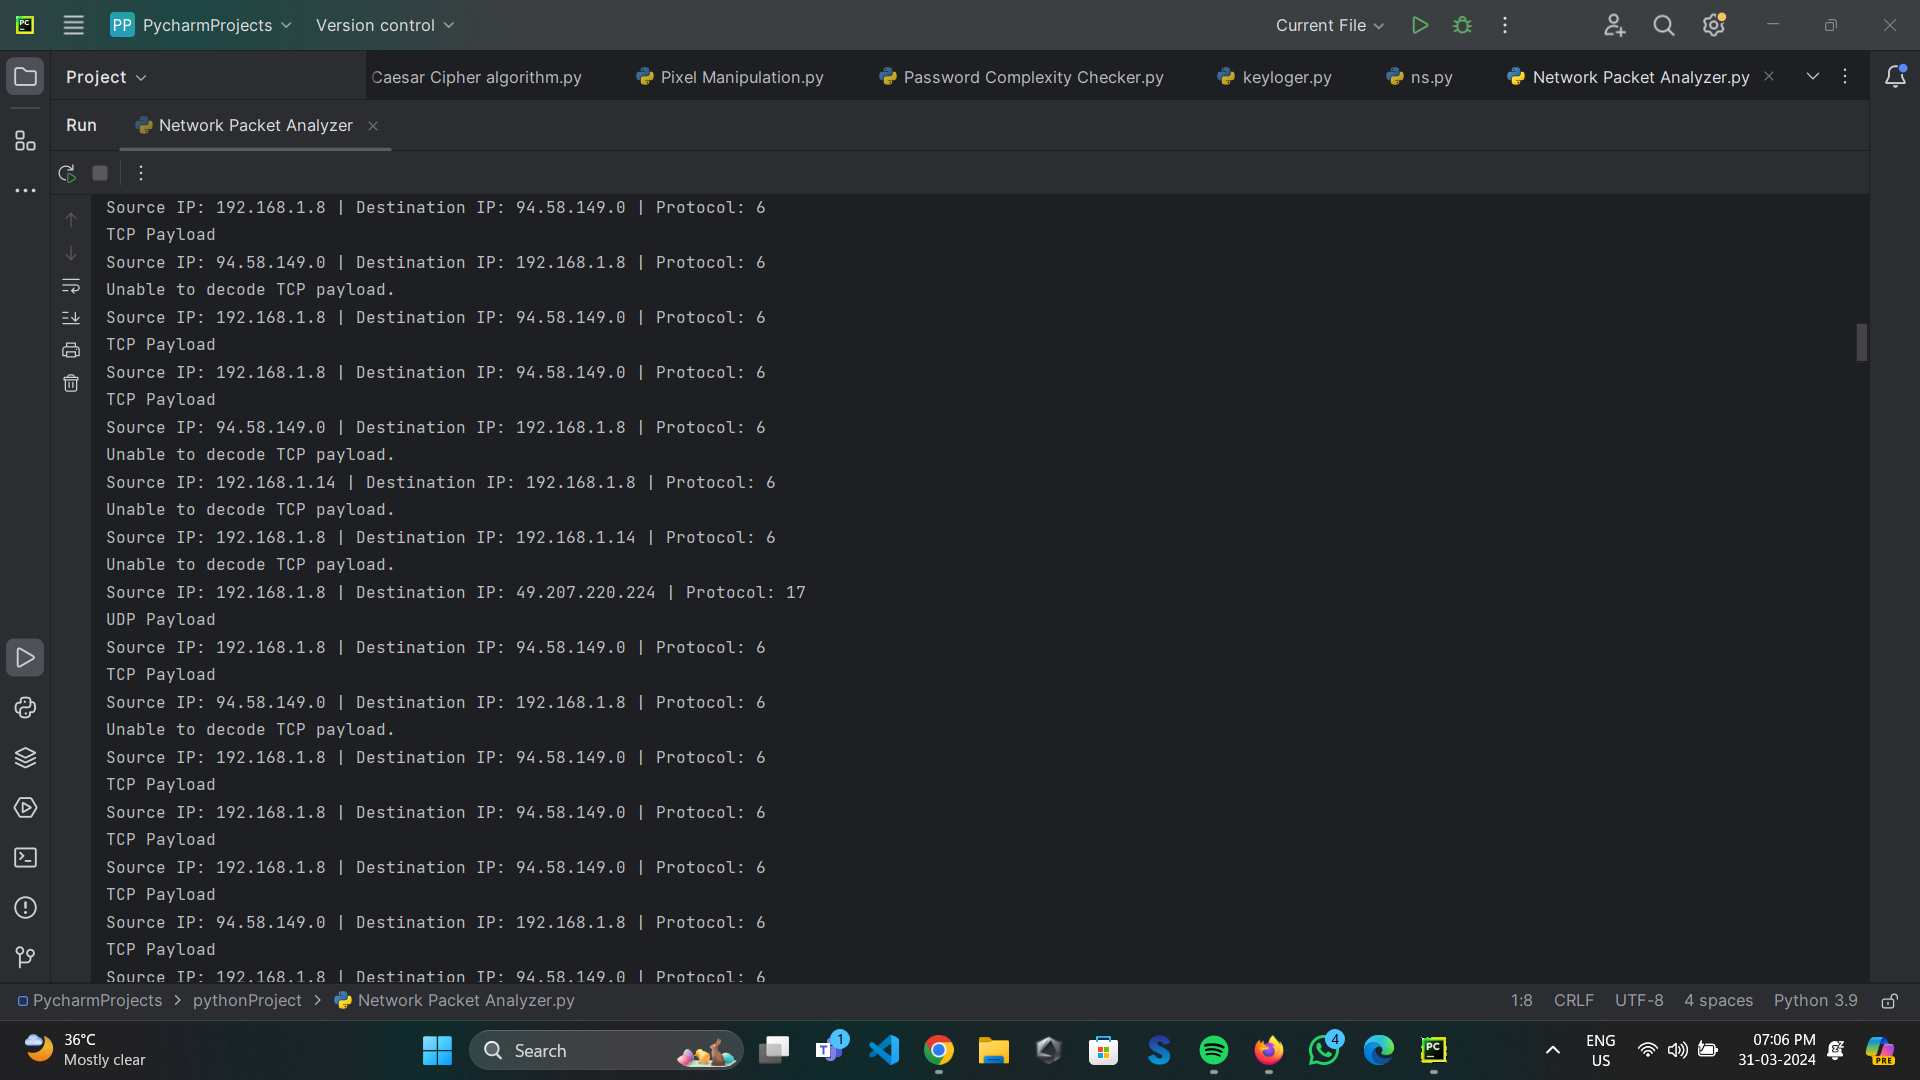 PC
PP PycharmProjects Version control Current File
Project Caesar Cipher algorithm.py Pixel Manipulation.py Password Complexity Checker.py keyloger.py ns.py Network Packet Analyzer.py
Run Network Packet Analyzer
Source IP: 192.168.1.8 | Destination IP: 94.58.149.0 | Protocol: 6
TCP Payload
Source IP: 94.58.149.0 | Destination IP: 192.168.1.8 | Protocol: 6
Unable to decode TCP payload.
Source IP: 192.168.1.8 | Destination IP: 94.58.149.0 | Protocol: 6
TCP Payload
Source IP: 192.168.1.8 | Destination IP: 94.58.149.0 | Protocol: 6
TCP Payload
Source IP: 94.58.149.0 | Destination IP: 192.168.1.8 | Protocol: 6
Unable to decode TCP payload.
Source IP: 192.168.1.14 | Destination IP: 192.168.1.8 | Protocol: 6
Unable to decode TCP payload.
Source IP: 192.168.1.8 | Destination IP: 192.168.1.14 | Protocol: 6
Unable to decode TCP payload.
Source IP: 192.168.1.8 | Destination IP: 49.207.220.224 | Protocol: 17
UDP Payload
Source IP: 192.168.1.8 | Destination IP: 94.58.149.0 | Protocol: 6
TCP Payload
Source IP: 94.58.149.0 | Destination IP: 192.168.1.8 | Protocol: 6
Unable to decode TCP payload.
Source IP: 192.168.1.8 | Destination IP: 94.58.149.0 | Protocol: 6
TCP Payload
Source IP: 192.168.1.8 | Destination IP: 94.58.149.0 | Protocol: 6
TCP Payload
Source IP: 192.168.1.8 | Destination IP: 94.58.149.0 | Protocol: 6
TCP Payload
Source IP: 94.58.149.0 | Destination IP: 192.168.1.8 | Protocol: 6
TCP Payload
Source IP: 192.168.1.8 | Destination IP: 94.58.149.0 | Protocol: 6
PycharmProjects > pythonProject > Network Packet Analyzer.py 1:8 CRLF UTF-8 4 spaces Python 3.9
36°C
Mostly clear
Search
T 1
S
4
PC
ENG
US
07:06 PM
31-03-2024
PRE